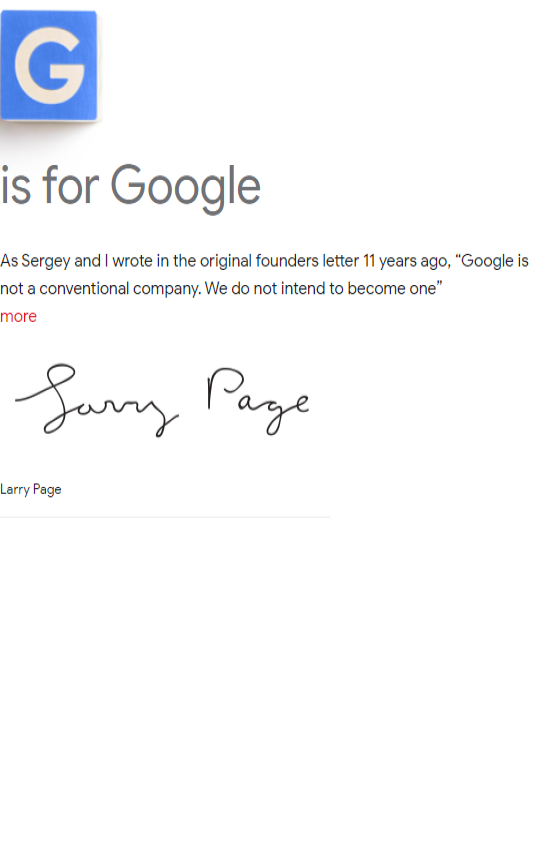 G
is for Google
As Sergey and I wrote in the original founders letter 11 years ago, “Google is
not a conventional company. We do not intend to become one”
more
Larry Page
Larry Page